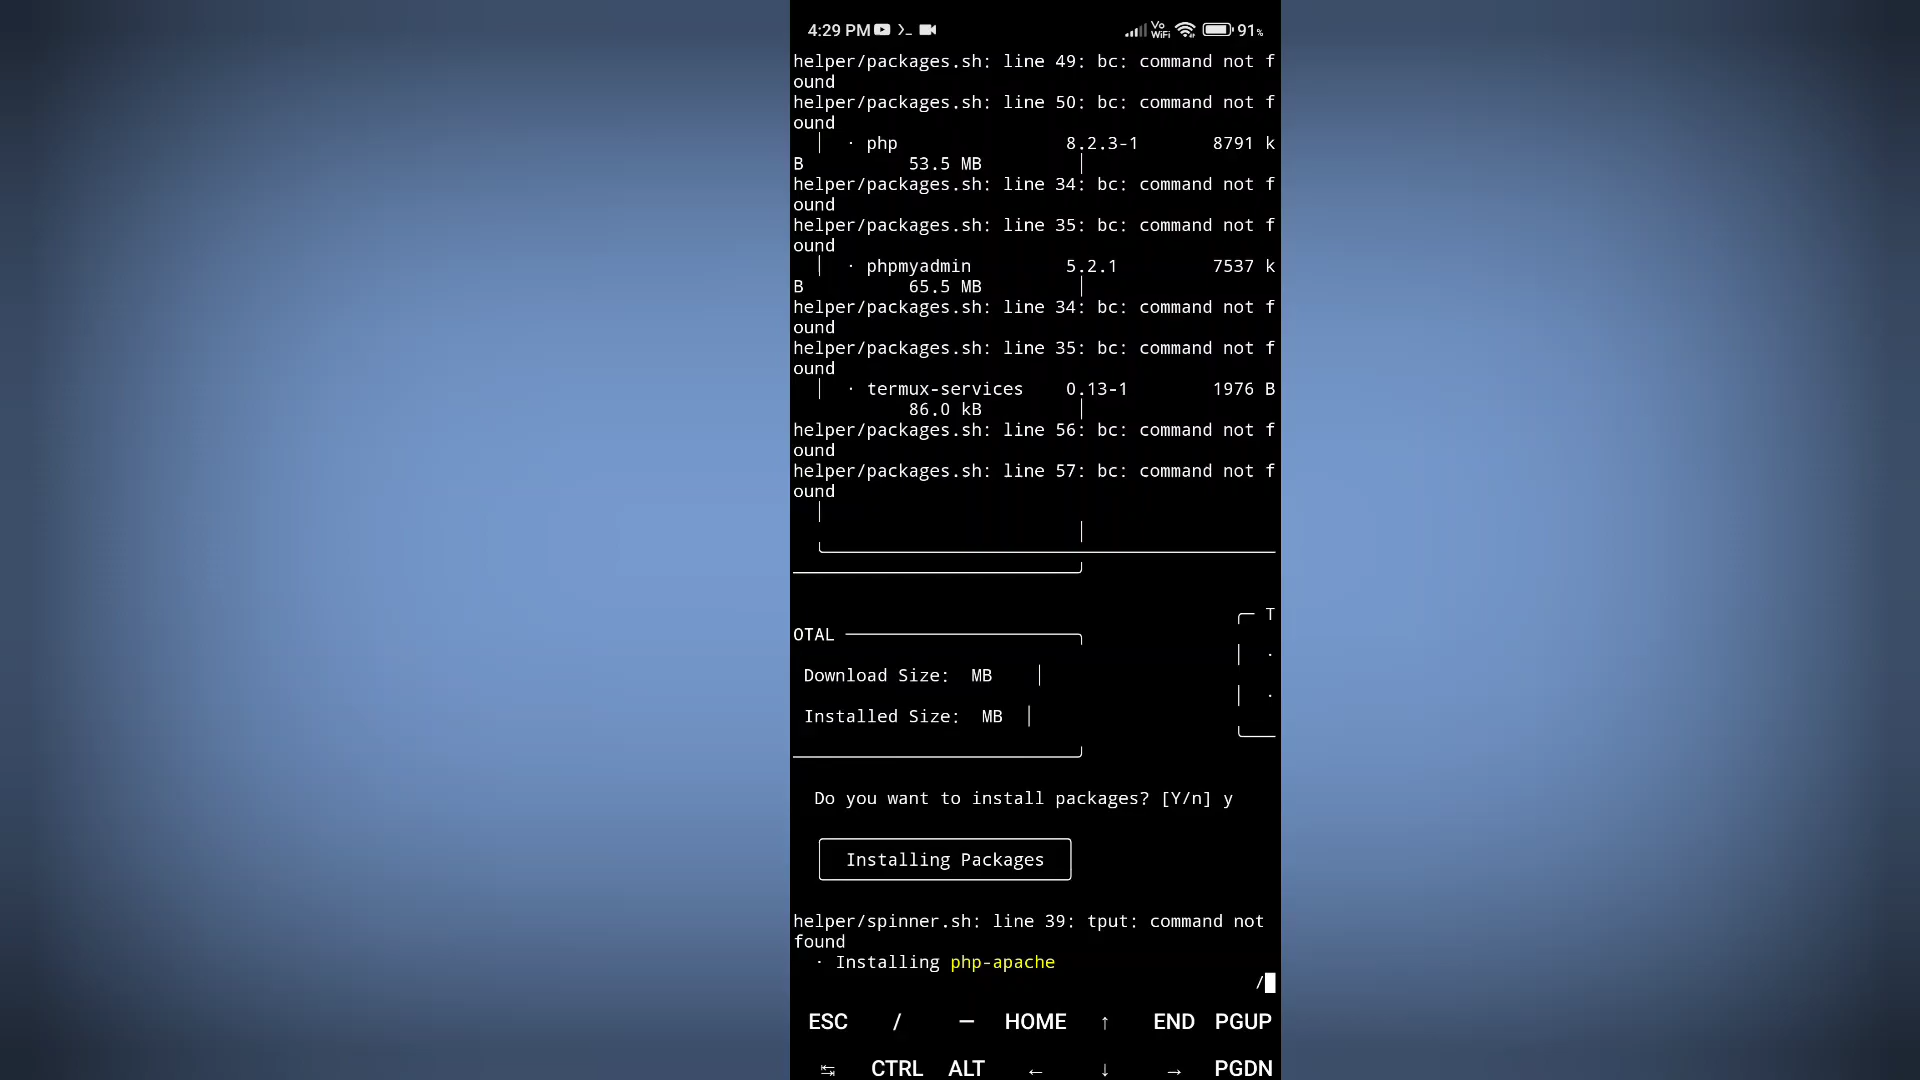 4:29 PM Vo WiFi 91%
helper/packages.sh: line 49: bc: command not f
ound
helper/packages.sh: line 50: bc: command not f
ound
│ · php 8.2.3-1 8791 k
B 53.5 MB │
helper/packages.sh: line 34: bc: command not f
ound
helper/packages.sh: line 35: bc: command not f
ound
│ · phpmyadmin 5.2.1 7537 k
B 65.5 MB │
helper/packages.sh: line 34: bc: command not f
ound
helper/packages.sh: line 35: bc: command not f
ound
│ · termux-services 0.13-1 1976 B
86.0 kB │
helper/packages.sh: line 56: bc: command not f
ound
helper/packages.sh: line 57: bc: command not f
ound
T
OTAL
·
Download Size: MB │
·
Installed Size: MB │
Do you want to install packages? [Y/n] y
Installing Packages
helper/spinner.sh: line 39: tput: command not
found
· Installing php-apache
/
ESC / — HOME ↑ END PGUP
↹ CTRL ALT ← ↓ → PGDN